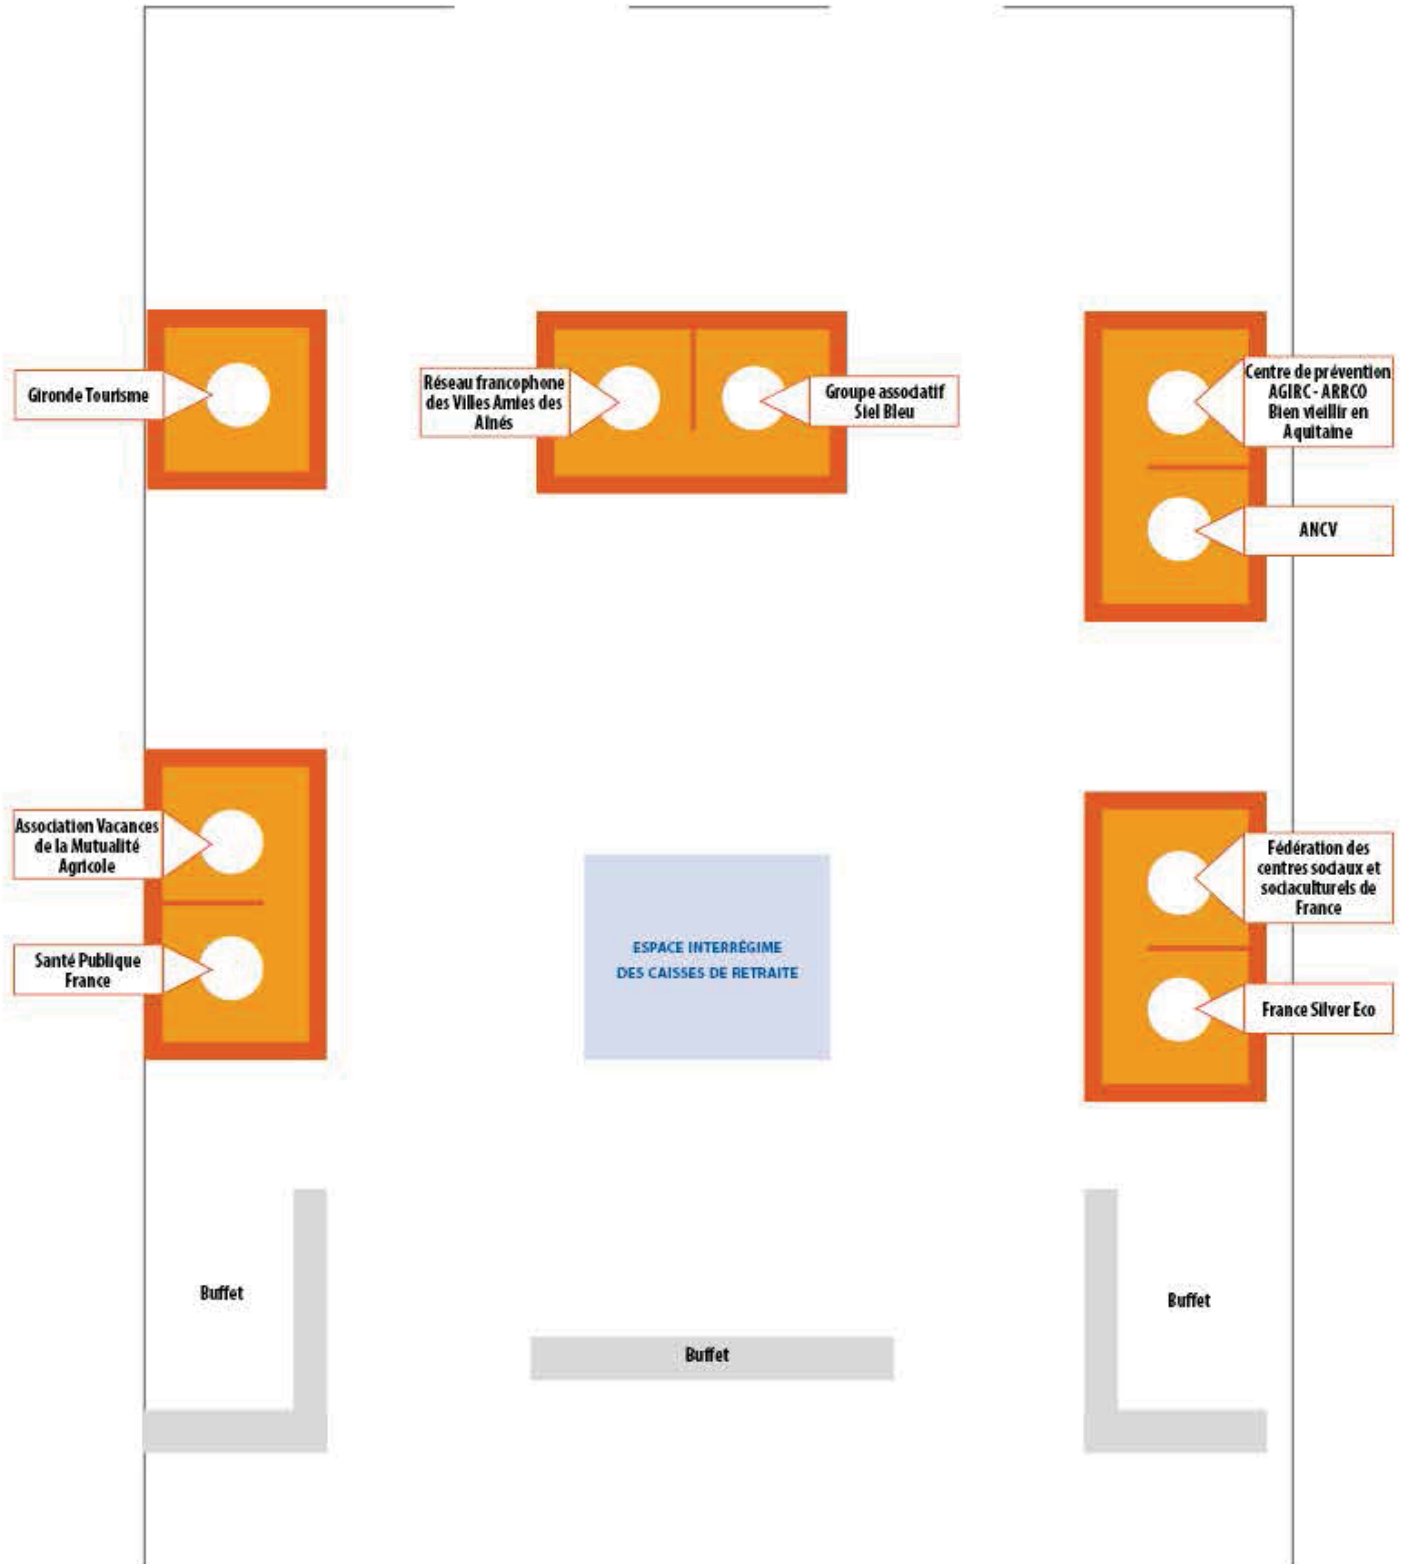 Gironde Tourisme
Réseau francophone
des Villes Amies des
Aînés
Groupe associatif
Siel Bleu
Centre de prévention
AGIRC - ARRCO
Bien vieillir en
Aquitaine
ANCV
Association Vacances
de la Mutualité
Agricole
Santé Publique
France
ESPACE INTERRÉGIME
DES CAISSES DE RETRAITE
Fédération des
centres sociaux et
sociaculturels de
France
France Silver Eco
Buffet
Buffet
Buffet